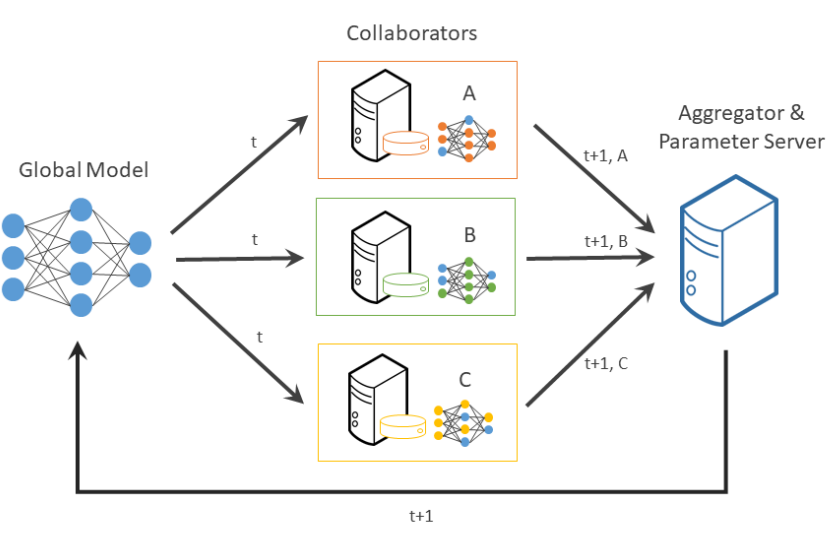 Collaborators
Global Model
t
A
t+1, A
Aggregator &
Parameter Server
t
B
t+1, B
t
C
t+1, C
t+1